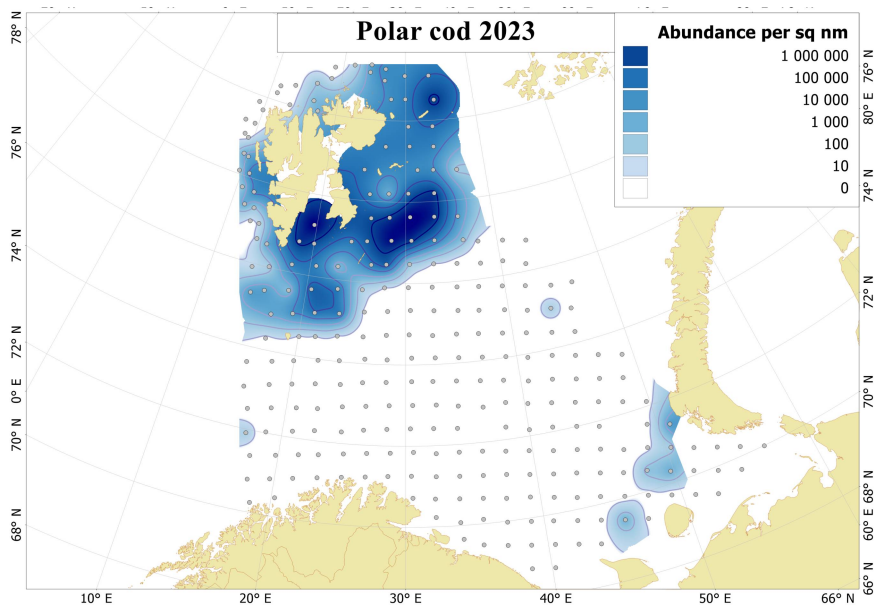 Polar cod 2023
Abundance per sq nm
1 000 000
100 000
10 000
1 000
100
10
0
78° N
76° N
74° N
72° N
0° E
70° N
68° N
76° N
80° E
74° N
72° N
70° N
68° N
60° E
66° N
10° E
20° E
30° E
40° E
50° E
66° N